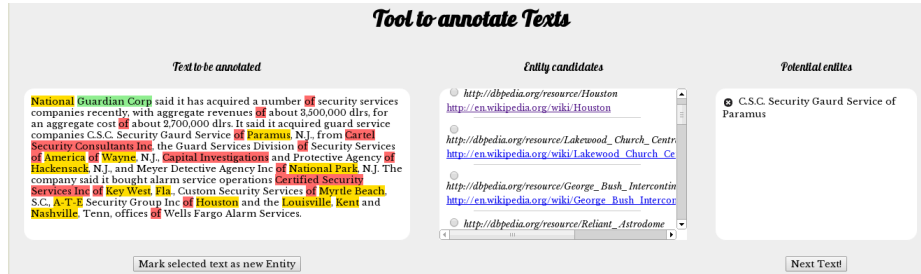 Tool to annotate Texts
Text to be annotated
National Guardian Corp said it has acquired a number of security services
companies recently, with aggregate revenues of about 3,500,000 dlrs, for
an aggregate cost of about 2,700,000 dlrs. It said it acquired guard service
companies C.S.C. Security Gaurd Service of Paramus, N.J., from Cartel
Security Consultants Inc, the Guard Services Division of Security Services
of America of Wayne, N.J., Capital Investigations and Protective Agency of
Hackensack, N.J., and Meyer Detective Agency Inc of National Park, N.J. The
company said it bought alarm service operations Certified Security
Services Inc of Key West, Fla., Custom Security Services of Myrtle Beach,
S.C., A-T-E Security Group Inc of Houston and the Louisville, Kent and
Nashville, Tenn, offices of Wells Fargo Alarm Services.
Mark selected text as new Entity
Entity candidates
http://dbpedia.org/resource/Houston
http://en.wikipedia.org/wiki/Houston
http://dbpedia.org/resource/Lakewood_Church_Centr
http://en.wikipedia.org/wiki/Lakewood_Church_Ce
http://dbpedia.org/resource/George_Bush_Intercontin
http://en.wikipedia.org/wiki/George_Bush_Intercon
http://dbpedia.org/resource/Reliant_Astrodome
Potential entites
C.S.C. Security Gaurd Service of
Paramus
Next Text!